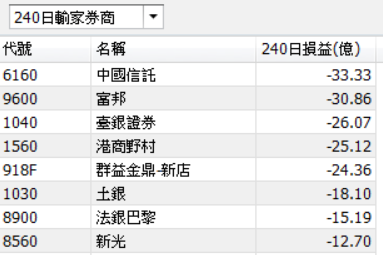 240日輸家券商
代號 名稱 240日損益(億)
6160 中國信託 -33.33
9600 富邦 -30.86
1040 臺銀證券 -26.07
1560 港商野村 -25.12
918F 群益金鼎-新店 -24.36
1030 土銀 -18.10
8900 法銀巴黎 -15.19
8560 新光 -12.70